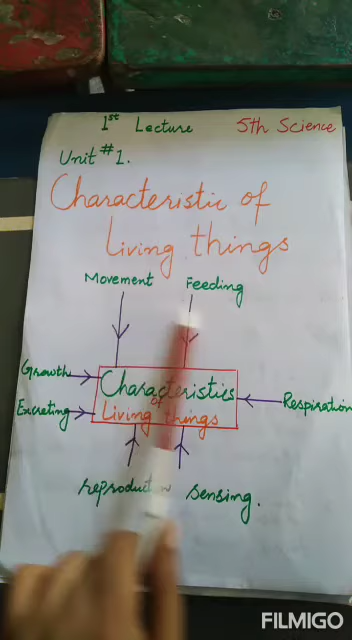 1st Lecture 5th Science
Unit #1.
Characteristic of
Living things
Movement Feeding
Growth
Characteristics
of
Excreting
Living things
Respiration
sensing.
FILMIGO